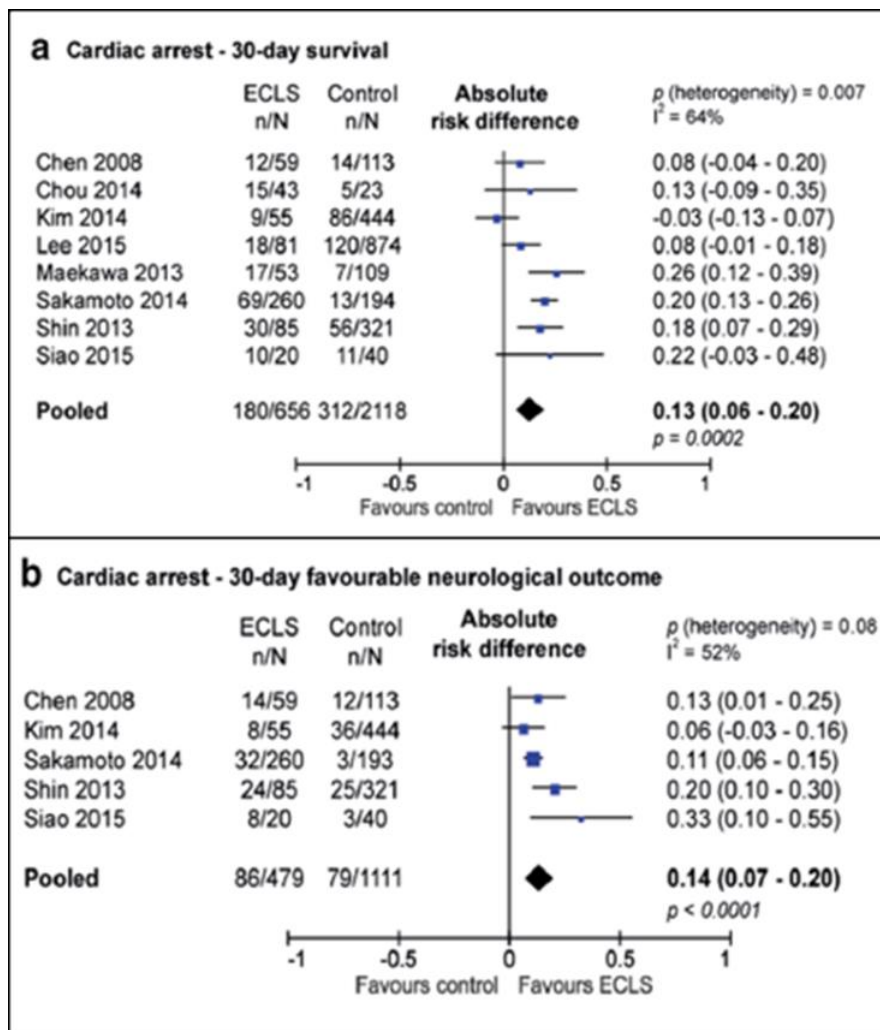 a Cardiac arrest - 30-day survival
ECLS Control Absolute p (heterogeneity) = 0.007
n/N n/N risk difference I² = 64%
Chen 2008 12/59 14/113 0.08 (-0.04 - 0.20)
Chou 2014 15/43 5/23 0.13 (-0.09 - 0.35)
Kim 2014 9/55 86/444 -0.03 (-0.13 - 0.07)
Lee 2015 18/81 120/874 0.08 (-0.01 - 0.18)
Maekawa 2013 17/53 7/109 0.26 (0.12 - 0.39)
Sakamoto 2014 69/260 13/194 0.20 (0.13 - 0.26)
Shin 2013 30/85 56/321 0.18 (0.07 - 0.29)
Siao 2015 10/20 11/40 0.22 (-0.03 - 0.48)
Pooled 180/656 312/2118 0.13 (0.06 - 0.20)
p = 0.0002
-1 -0.5 0 0.5 1
Favours control Favours ECLS
b Cardiac arrest - 30-day favourable neurological outcome
ECLS Control Absolute p (heterogeneity) = 0.08
n/N n/N risk difference I² = 52%
Chen 2008 14/59 12/113 0.13 (0.01 - 0.25)
Kim 2014 8/55 36/444 0.06 (-0.03 - 0.16)
Sakamoto 2014 32/260 3/193 0.11 (0.06 - 0.15)
Shin 2013 24/85 25/321 0.20 (0.10 - 0.30)
Siao 2015 8/20 3/40 0.33 (0.10 - 0.55)
Pooled 86/479 79/1111 0.14 (0.07 - 0.20)
p < 0.0001
-1 -0.5 0 0.5 1
Favours control Favours ECLS